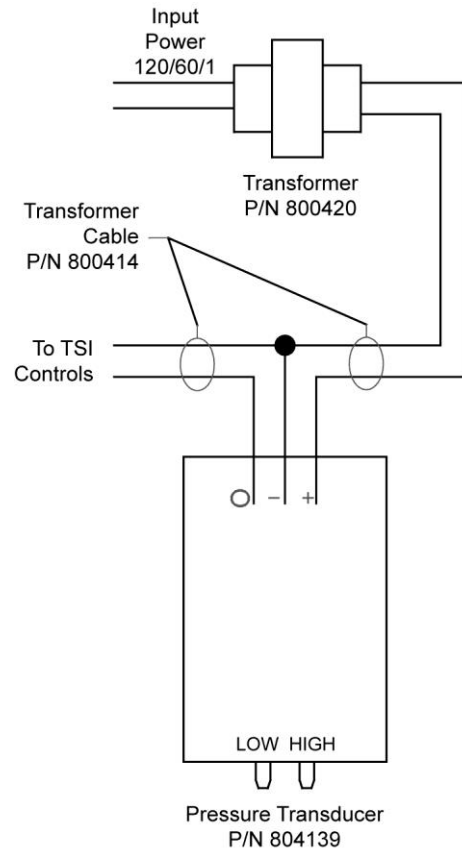 Input
Power
120/60/1
Transformer
P/N 800420
Transformer
Cable
P/N 800414
To TSI
Controls
O - +
LOW HIGH
Pressure Transducer
P/N 804139